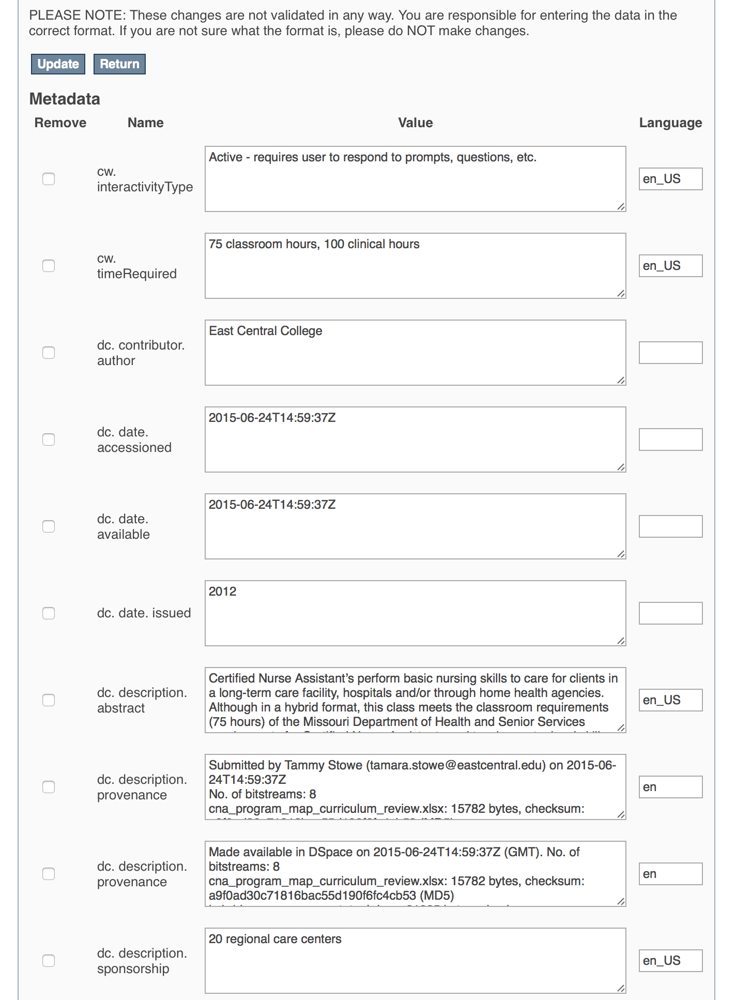 PLEASE NOTE: These changes are not validated in any way. You are responsible for entering the data in the
correct format. If you are not sure what the format is, please do NOT make changes.
Update Return
Metadata
Remove Name Value Language
cw.
interactivityType
Active - requires user to respond to prompts, questions, etc.
en_US
cw.
timeRequired
75 classroom hours, 100 clinical hours
en_US
dc. contributor.
author
East Central College
dc. date.
accessioned
2015-06-24T14:59:37Z
dc. date.
available
2015-06-24T14:59:37Z
dc. date. issued
2012
dc. description.
abstract
Certified Nurse Assistant’s perform basic nursing skills to care for clients in
a long-term care facility, hospitals and/or through home health agencies.
Although in a hybrid format, this class meets the classroom requirements
(75 hours) of the Missouri Department of Health and Senior Services
en_US
dc. description.
provenance
Submitted by Tammy Stowe (tamara.stowe@eastcentral.edu) on 2015-06-
24T14:59:37Z
No. of bitstreams: 8
cna_program_map_curriculum_review.xlsx: 15782 bytes, checksum:
en
dc. description.
provenance
Made available in DSpace on 2015-06-24T14:59:37Z (GMT). No. of
bitstreams: 8
cna_program_map_curriculum_review.xlsx: 15782 bytes, checksum:
a9f0ad30c71816bac55d190f6fc4cb53 (MD5)
en
dc. description.
sponsorship
20 regional care centers
en_US